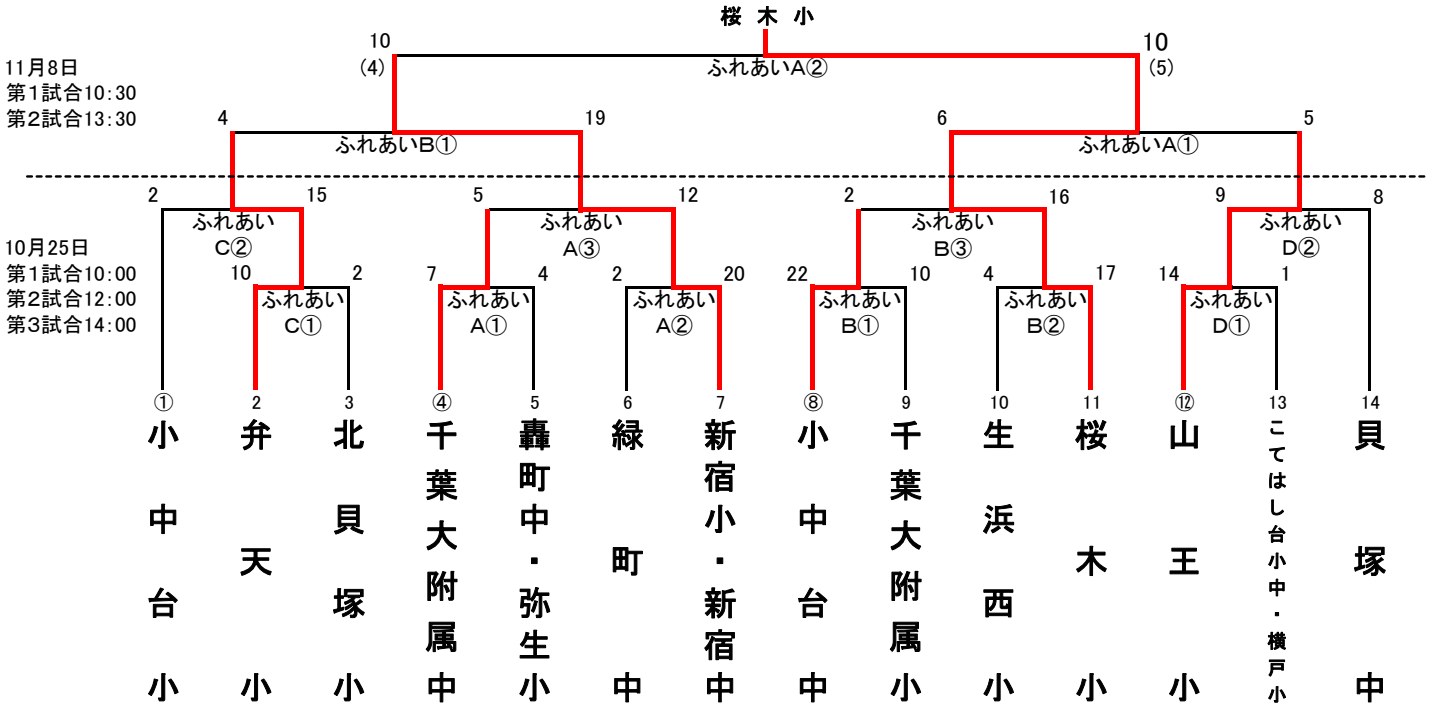 桜木小
10
10
(4)
ふれあいA②
(5)
11月8日
第1試合10:30
第2試合13:30
4
19
6
5
ふれあいB①
ふれあいA①
2
15
5
12
2
16
9
8
ふれあい
C②
ふれあい
A③
ふれあい
B③
ふれあい
D②
10月25日
第1試合10:00
第2試合12:00
第3試合14:00
10
2
7
4
2
20
22
10
4
17
14
1
ふれあい
C①
ふれあい
A①
ふれあい
A②
ふれあい
B①
ふれあい
B②
ふれあい
D①
①
小中台小
2
弁天小
3
北貝塚小
④
千葉大附属中
5
轟町中・弥生小
6
緑町中
7
新宿小・新宿中
⑧
小中台中
9
千葉大附属小
10
生浜西小
11
桜木小
⑫
山王小
13
こてはし台小中・横戸小
14
貝塚中